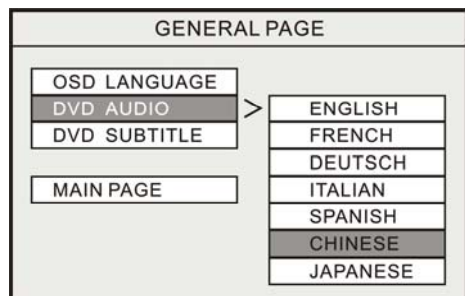 GENERAL PAGE
OSD LANGUAGE
DVD AUDIO
>
DVD SUBTITLE
MAIN PAGE
ENGLISH
FRENCH
DEUTSCH
ITALIAN
SPANISH
CHINESE
JAPANESE